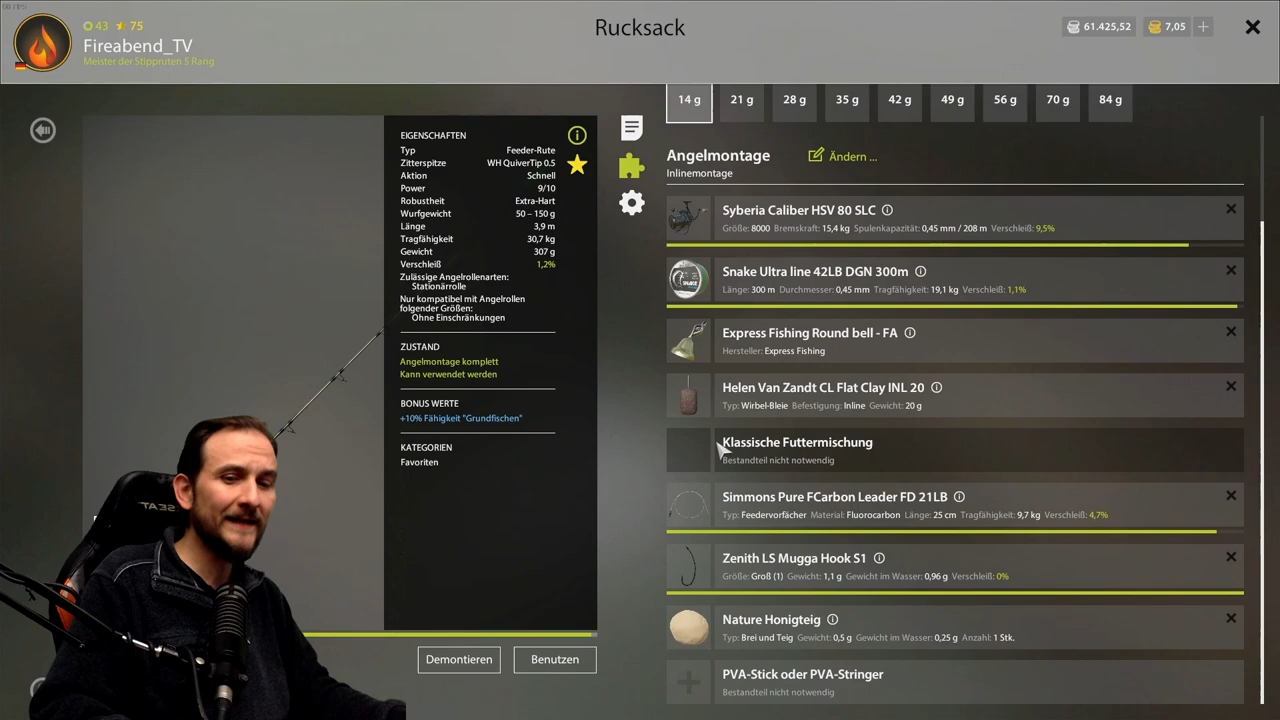 43 75
Fireabend_TV
Meister der Stippruten 5 Rang
Rucksack
61.425,52
7,05
14 g
21 g
28 g
35 g
42 g
49 g
56 g
70 g
84 g
EIGENSCHAFTEN
Typ Feeder-Rute
Zitterspitze WH QuiverTip 0.5
Aktion Schnell
Power 9/10
Robustheit Extra-Hart
Wurfgewicht 50 – 150 g
Länge 3,9 m
Tragfähigkeit 30,7 kg
Gewicht 307 g
Verschleiß 1,2%
Zulässige Angelrollenarten:
Stationärrolle
Nur kompatibel mit Angelrollen
folgender Größen:
Ohne Einschränkungen
ZUSTAND
Angelmontage komplett
Kann verwendet werden
BONUS WERTE
+10% Fähigkeit "Grundfischen"
KATEGORIEN
Favoriten
SEAT
Demontieren
Benutzen
Angelmontage
Ändern ...
Inlinemontage
Syberia Caliber HSV 80 SLC
Größe: 8000 Bremskraft: 15,4 kg Spulenkapazität: 0,45 mm / 208 m Verschleiß: 9,5%
Snake Ultra line 42LB DGN 300m
Länge: 300 m Durchmesser: 0,45 mm Tragfähigkeit: 19,1 kg Verschleiß: 1,1%
Express Fishing Round bell - FA
Hersteller: Express Fishing
Helen Van Zandt CL Flat Clay INL 20
Typ: Wirbel-Bleie Befestigung: Inline Gewicht: 20 g
Klassische Futtermischung
Bestandteil nicht notwendig
Simmons Pure FCarbon Leader FD 21LB
Typ: Feedervorfächer Material: Fluorocarbon Länge: 25 cm Tragfähigkeit: 9,7 kg Verschleiß: 4,7%
Zenith LS Mugga Hook S1
Größe: Groß (1) Gewicht: 1,1 g Gewicht im Wasser: 0,96 g Verschleiß: 0%
Nature Honigteig
Typ: Brei und Teig Gewicht: 0,5 g Gewicht im Wasser: 0,25 g Anzahl: 1 Stk.
PVA-Stick oder PVA-Stringer
Bestandteil nicht notwendig